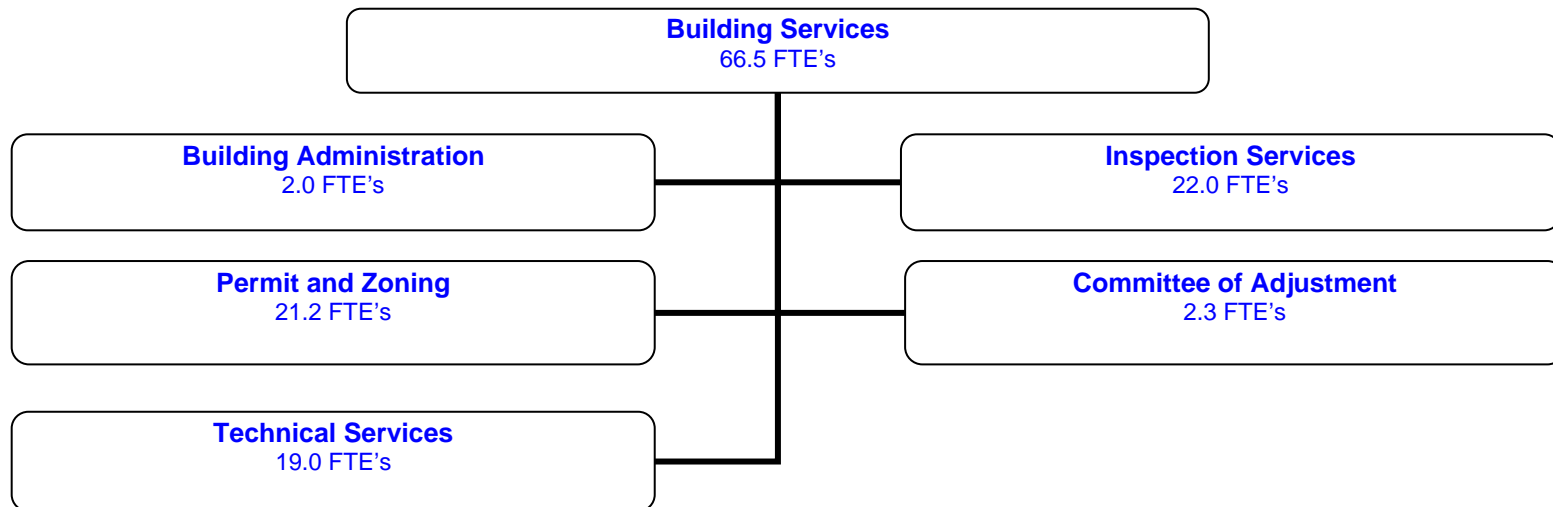 Building Services
66.5 FTE’s
Building Administration
2.0 FTE’s
Inspection Services
22.0 FTE’s
Permit and Zoning
21.2 FTE’s
Committee of Adjustment
2.3 FTE’s
Technical Services
19.0 FTE’s